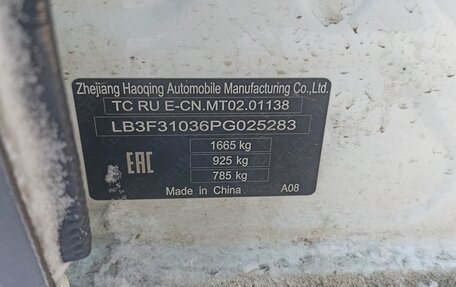 Zhejiang Haoqing Automobile Manufacturing Co.,Ltd.
TC RU E-CN.MT02.01138
LB3F31036PG025283
1665 kg
EAC 925 kg
785 kg
Made in China A08